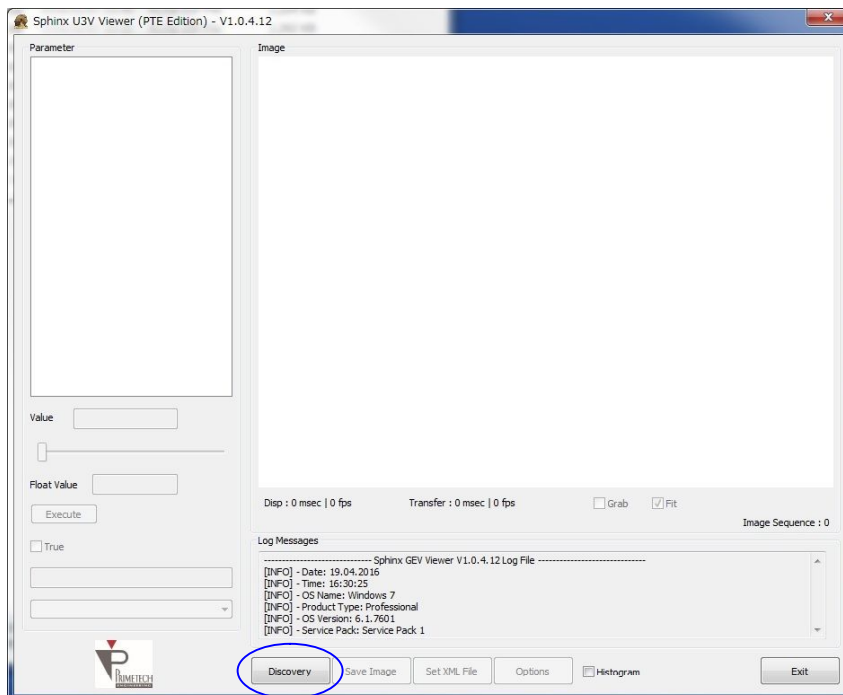 Sphinx U3V Viewer (PTE Edition) - V1.0.4.12
Parameter
Value
Float Value
Execute
True
Image
Disp : 0 msec | 0 fps
Transfer : 0 msec | 0 fps
Grab
Fit
Image Sequence : 0
Log Messages
------------------------------ Sphinx GEV Viewer V1.0.4.12 Log File ------------------------------
[INFO] - Date: 19.04.2016
[INFO] - Time: 16:30:25
[INFO] - OS Name: Windows 7
[INFO] - Product Type: Professional
[INFO] - OS Version: 6.1.7601
[INFO] - Service Pack: Service Pack 1
PRIMETECH
Discovery
Save Image
Set XML File
Options
Histogram
Exit